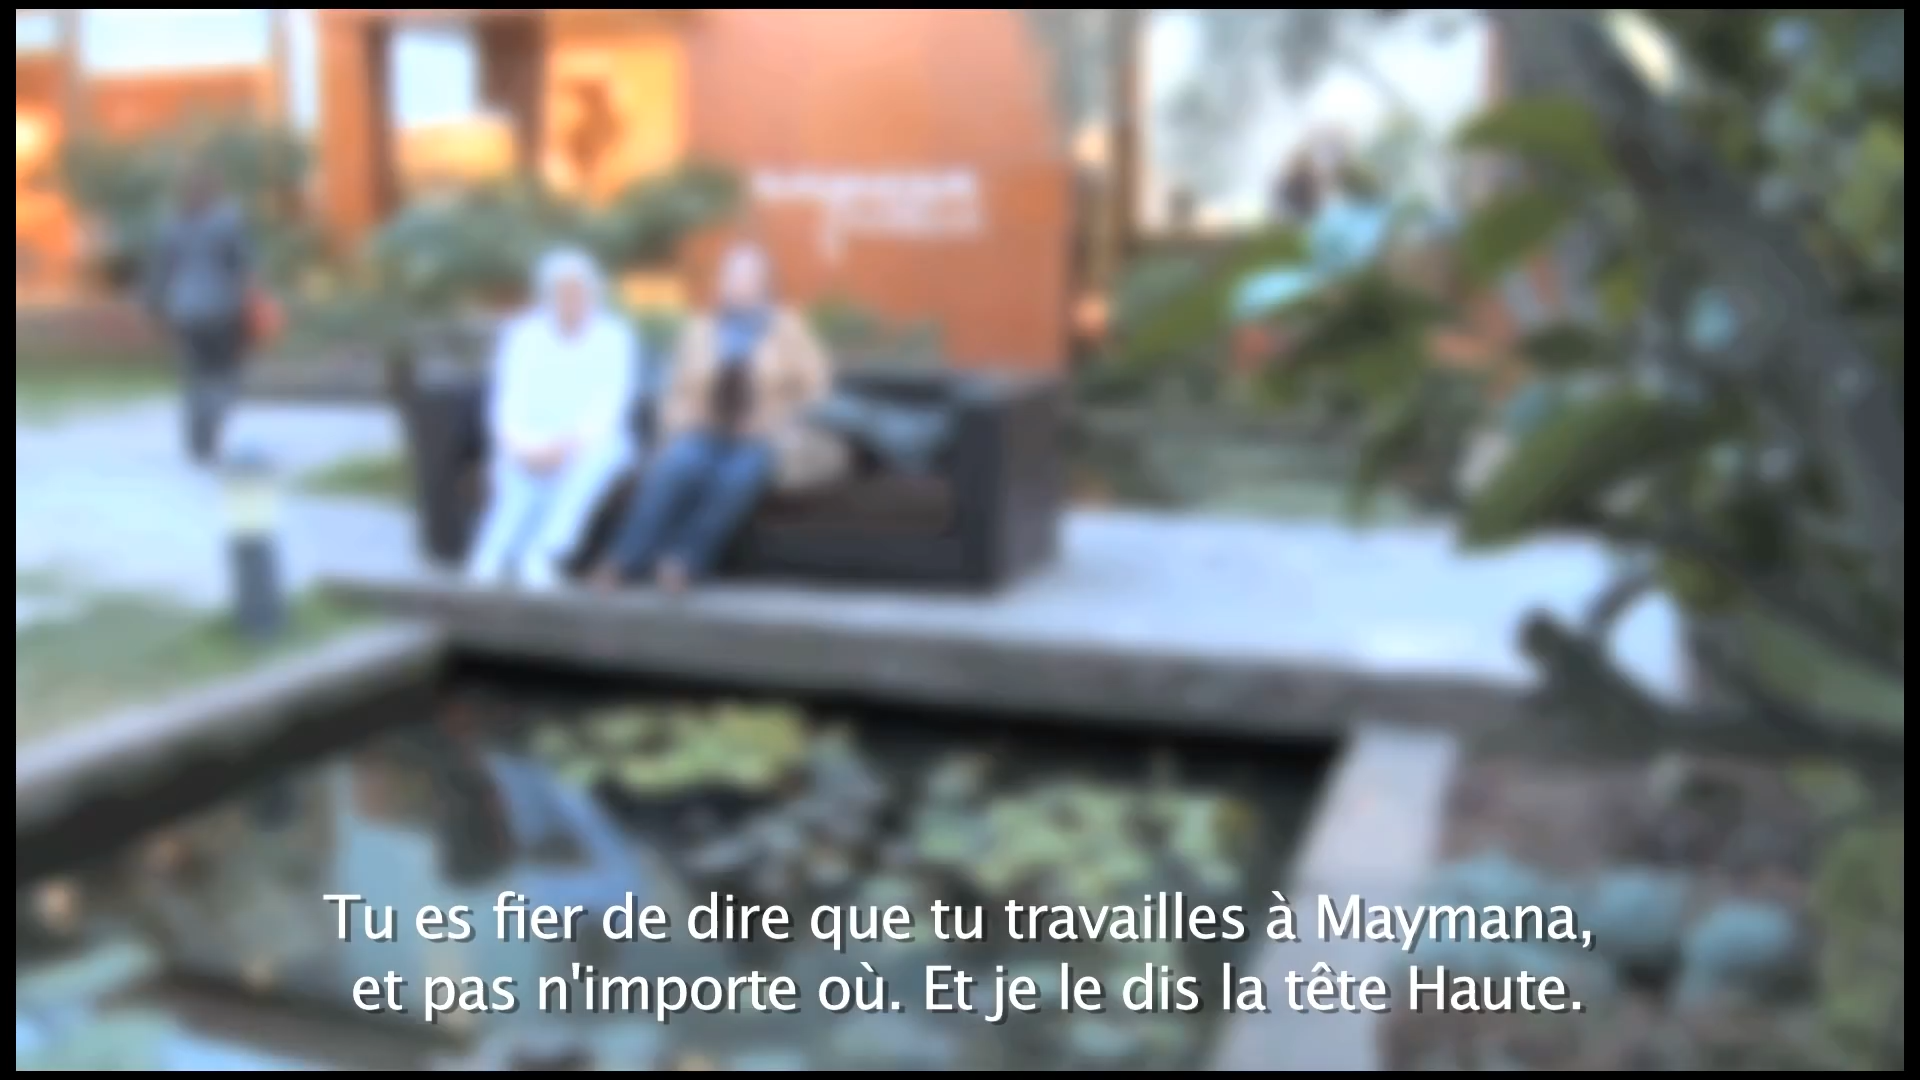 Tu es fier de dire que tu travailles à Maymana,
et pas n'importe où. Et je le dis la tête Haute.